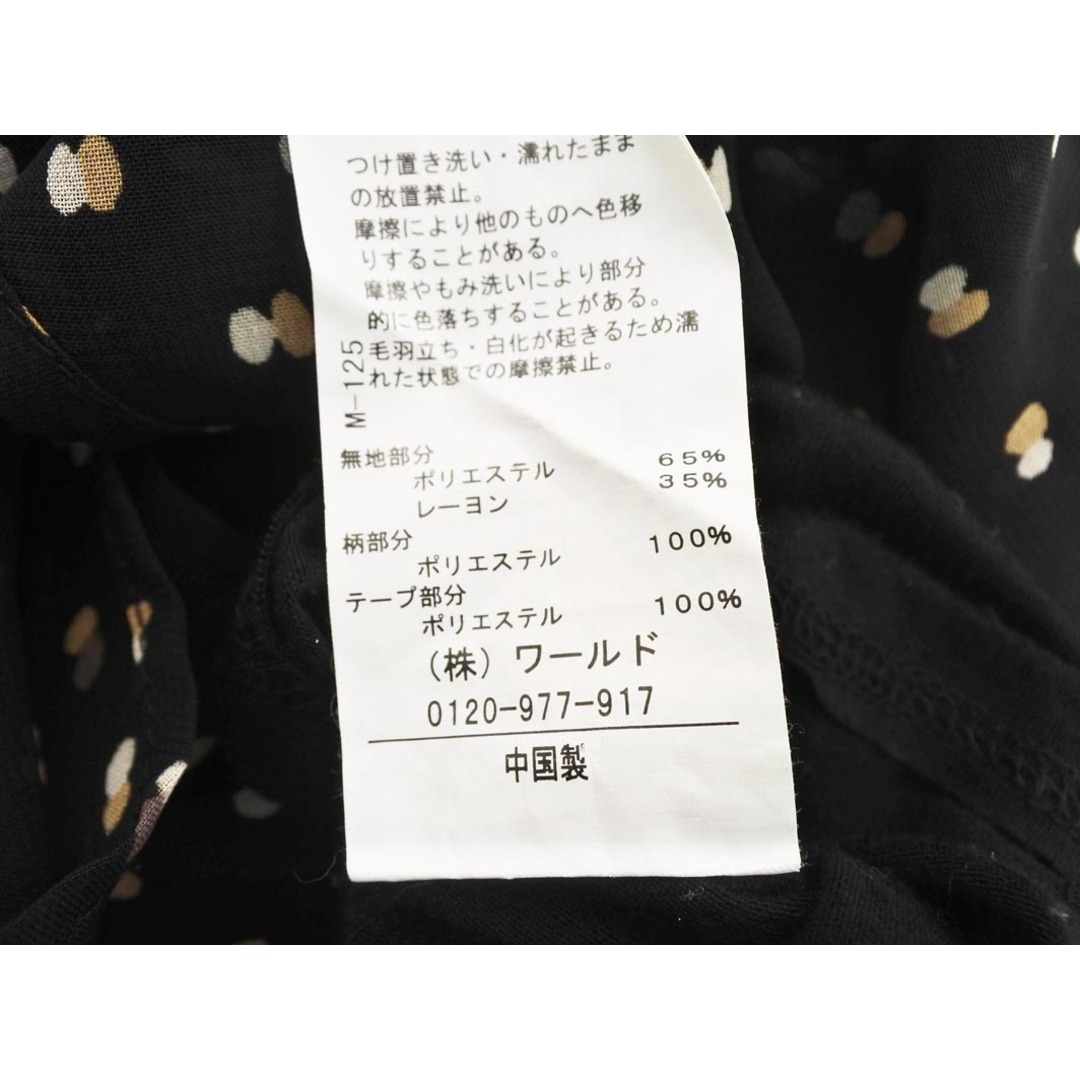 つけ置き洗い・濡れたまま
の放置禁止。
摩擦により他のものへ色移
りすることがある。
摩擦やもみ洗いにより部分
的に色落ちすることがある。
毛羽立ち・白化が起きるため濡
れた状態での摩擦禁止。
M-125
無地部分
ポリエステル 65%
レーヨン 35%
柄部分
ポリエステル 100%
テープ部分
ポリエステル 100%
(株)ワールド
0120-977-917
中国製